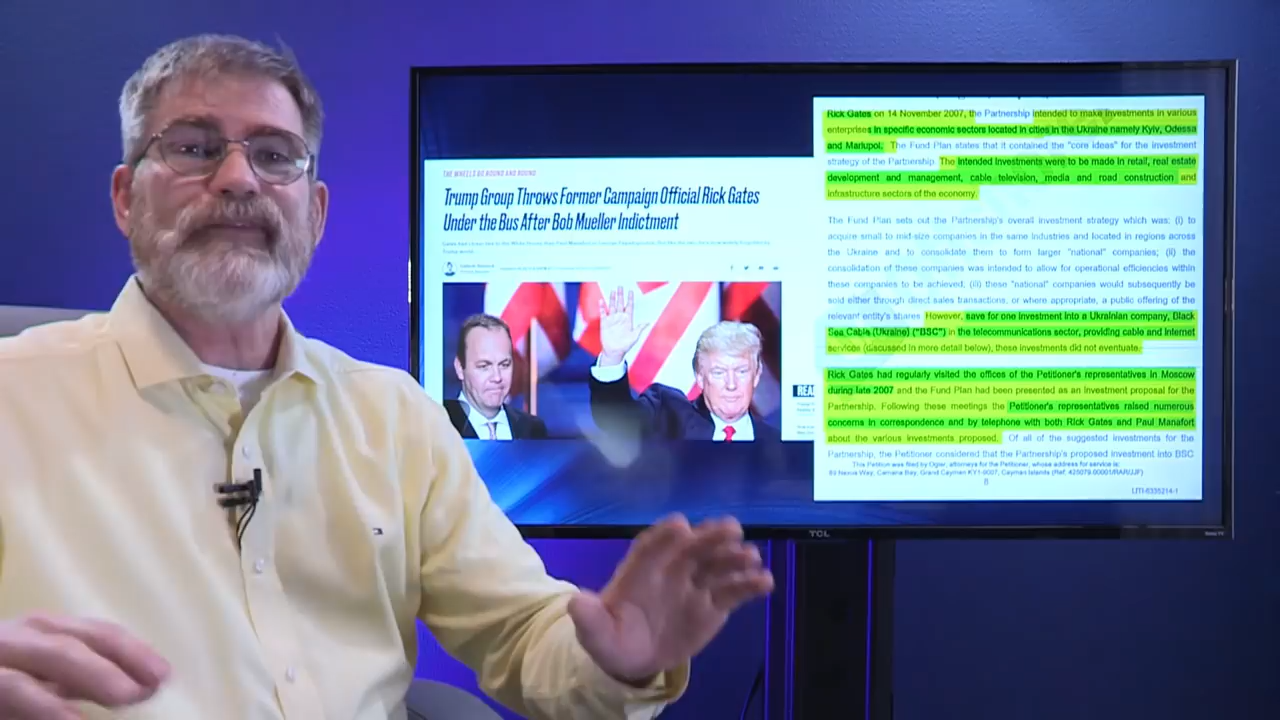 THE WHEELS GO ROUND AND ROUND
Trump Group Throws Former Campaign Official Rick Gates
Under the Bus After Bob Mueller Indictment
REA
Rick Gates on 14 November 2007, the Partnership intended to make investments in various
enterprises in specific economic sectors located in cities in the Ukraine namely Kyiv, Odessa
and Mariupol. The Fund Plan states that it contained the "core ideas" for the investment
strategy of the Partnership. The intended investments were to be made in retail, real estate
development and management, cable television, media and road construction and
infrastructure sectors of the economy.
The Fund Plan sets out the Partnership's overall investment strategy which was: (i) to
acquire small to mid-size companies in the same industries and located in regions across
the Ukraine and to consolidate them to form larger "national" companies; (ii) the
consolidation of these companies was intended to allow for operational efficiencies within
these companies to be achieved; (iii) these "national" companies would subsequently be
sold either through direct sales transactions, or where appropriate, a public offering of the
relevant entity's shares. However, save for one investment into a Ukrainian company, Black
Sea Cable (Ukraine) ("BSC") in the telecommunications sector, providing cable and internet
services (discussed in more detail below), these investments did not eventuate.
Rick Gates had regularly visited the offices of the Petitioner's representatives in Moscow
during late 2007 and the Fund Plan had been presented as an investment proposal for the
Partnership. Following these meetings the Petitioner's representatives raised numerous
concerns in correspondence and by telephone with both Rick Gates and Paul Manafort
about the various investments proposed. Of all of the suggested investments for the
Partnership, the Petitioner considered that the Partnership's proposed investment into BSC
This Petition was filed by Ogier, attorneys for the Petitioner, whose address for service is:
89 Nexus Way, Camana Bay, Grand Cayman KY1-9007, Cayman Islands
8
TCL